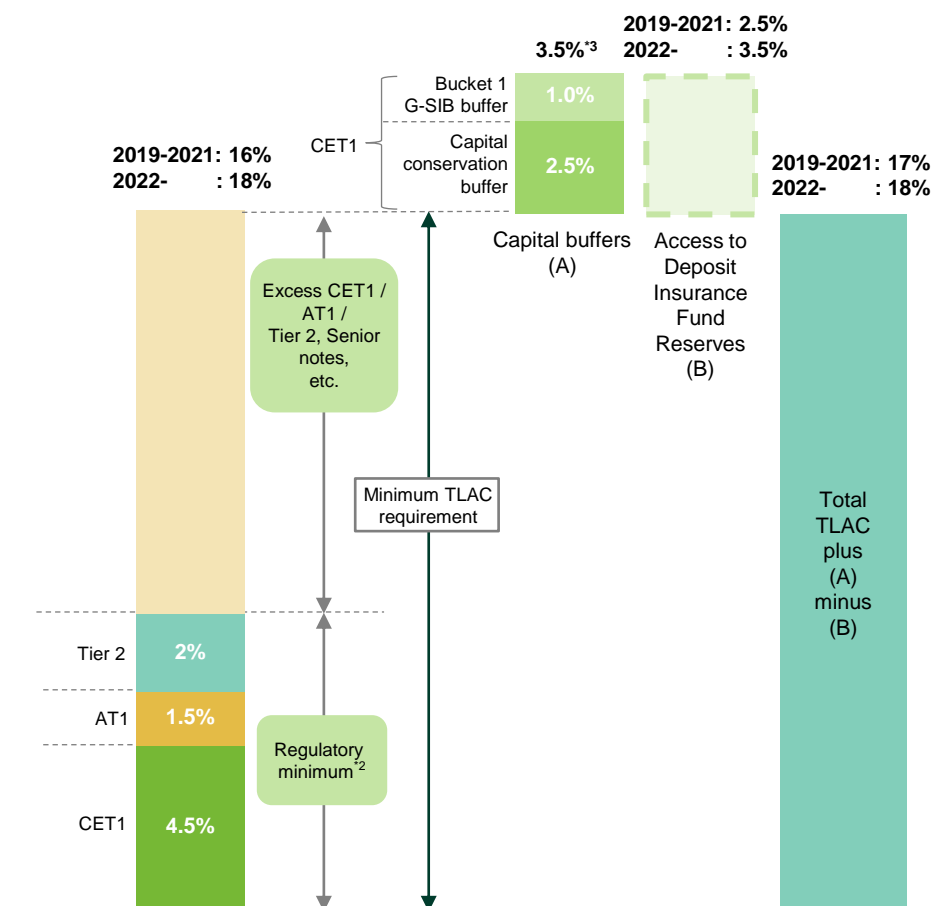 2019-2021: 2.5%
2022- : 3.5%
3.5%*3
Bucket 1
G-SIB buffer
1.0%
CET1
Capital
conservation
buffer
2.5%
2019-2021: 16%
2022- : 18%
2019-2021: 17%
2022- : 18%
Capital buffers
(A)
Access to
Deposit
Insurance
Fund
Reserves
(B)
Excess CET1 /
AT1 /
Tier 2, Senior
notes,
etc.
Minimum TLAC
requirement
Total
TLAC
plus
(A)
minus
(B)
Tier 2
2%
AT1
1.5%
Regulatory
minimum*2
CET1
4.5%